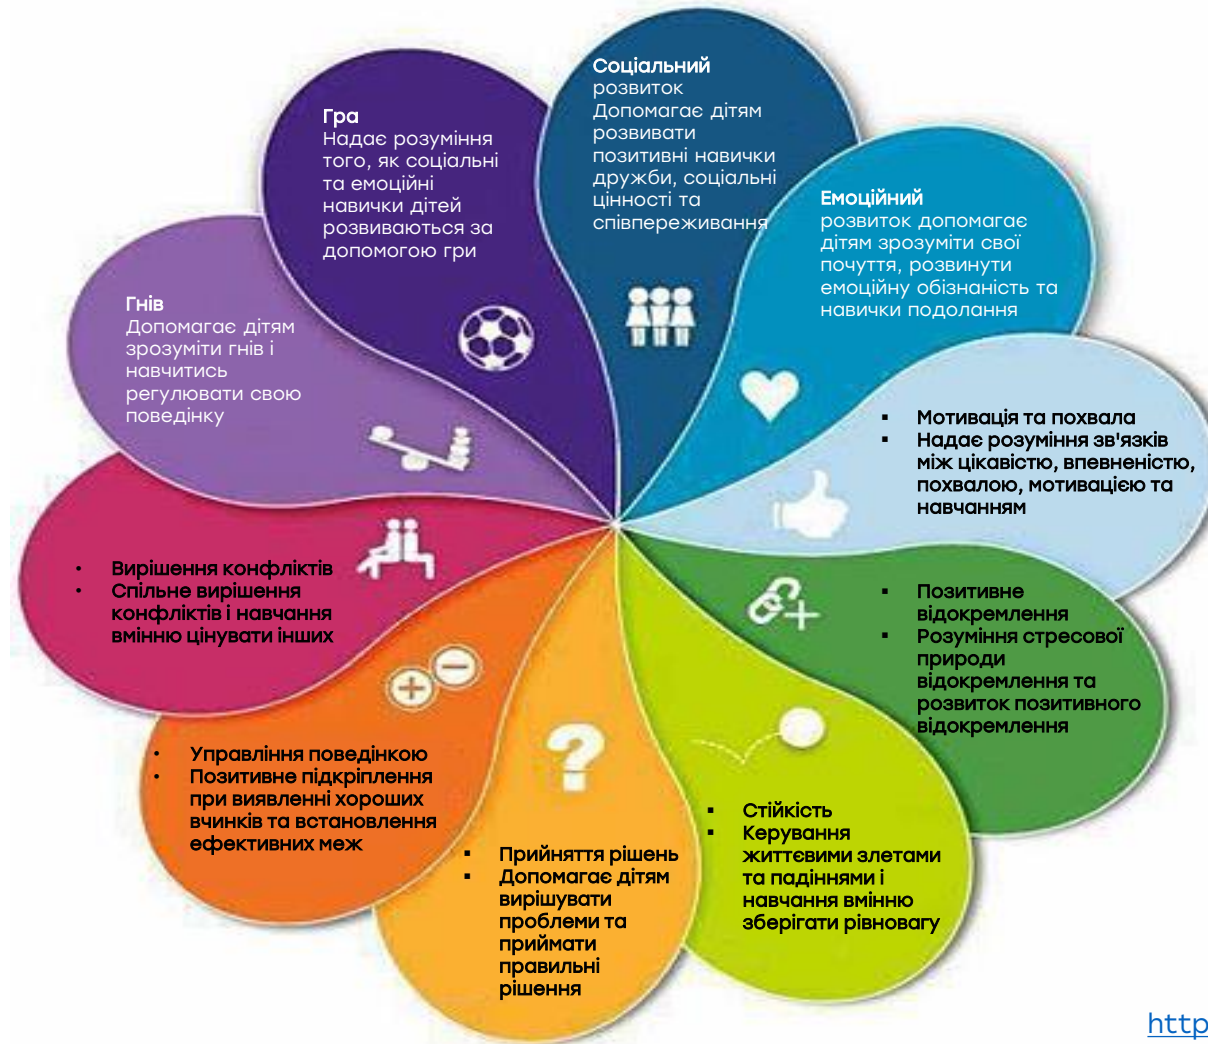 Соціальний
розвиток
Допомагає дітям
розвивати
позитивні навички
дружби, соціальні
цінності та
співпереживання
Емоційний
розвиток допомагає
дітям зрозуміти свої
почуття, розвинути
емоційну обізнаність та
навички подолання
▪ Мотивація та похвала
▪ Надає розуміння зв'язків
між цікавістю, впевненістю,
похвалою, мотивацією та
навчанням
▪ Позитивне
відокремлення
▪ Розуміння стресової
природи
відокремлення та
розвиток позитивного
відокремлення
▪ Стійкість
▪ Керування
життєвими злетами
та падіннями і
навчання вмінню
зберігати рівновагу
▪ Прийняття рішень
▪ Допомагає дітям
вирішувати
проблеми та
приймати
правильні
рішення
• Управління поведінкою
• Позитивне підкріплення
при виявленні хороших
вчинків та встановлення
ефективних меж
• Вирішення конфліктів
• Спільне вирішення
конфліктів і навчання
вмінню цінувати інших
Гнів
Допомагає дітям
зрозуміти гнів і
навчитись
регулювати свою
поведінку
Гра
Надає розуміння
того, як соціальні
та емоційні
навички дітей
розвиваються за
допомогою гри
http